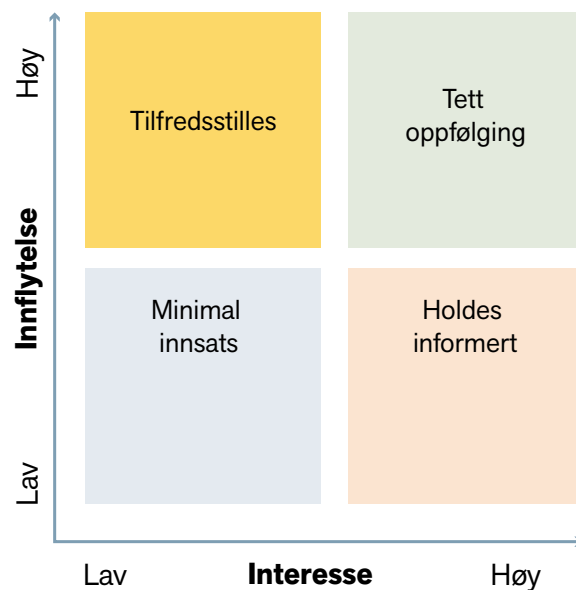 Høy
Innflytelse
Lav
Tilfredsstilles
Tett
oppfølging
Minimal
innsats
Holdes
informert
Lav
Interesse
Høy